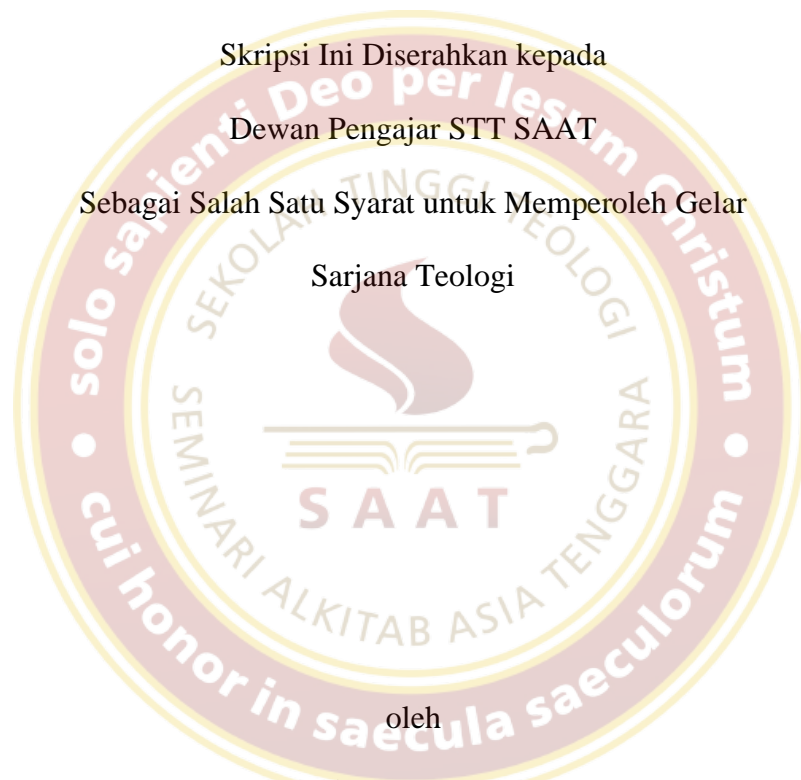 Skripsi Ini Diserahkan kepada
Dewan Pengajar STT SAAT
Sebagai Salah Satu Syarat untuk Memperoleh Gelar
Sarjana Teologi
solo sapienti Deo per Iesum Christum
SEKOLAH TINGGI TEOLOGI
SEMINARI ALKITAB ASIA TENGGARA
SAAT
cui honor in saecula saeculorum
oleh